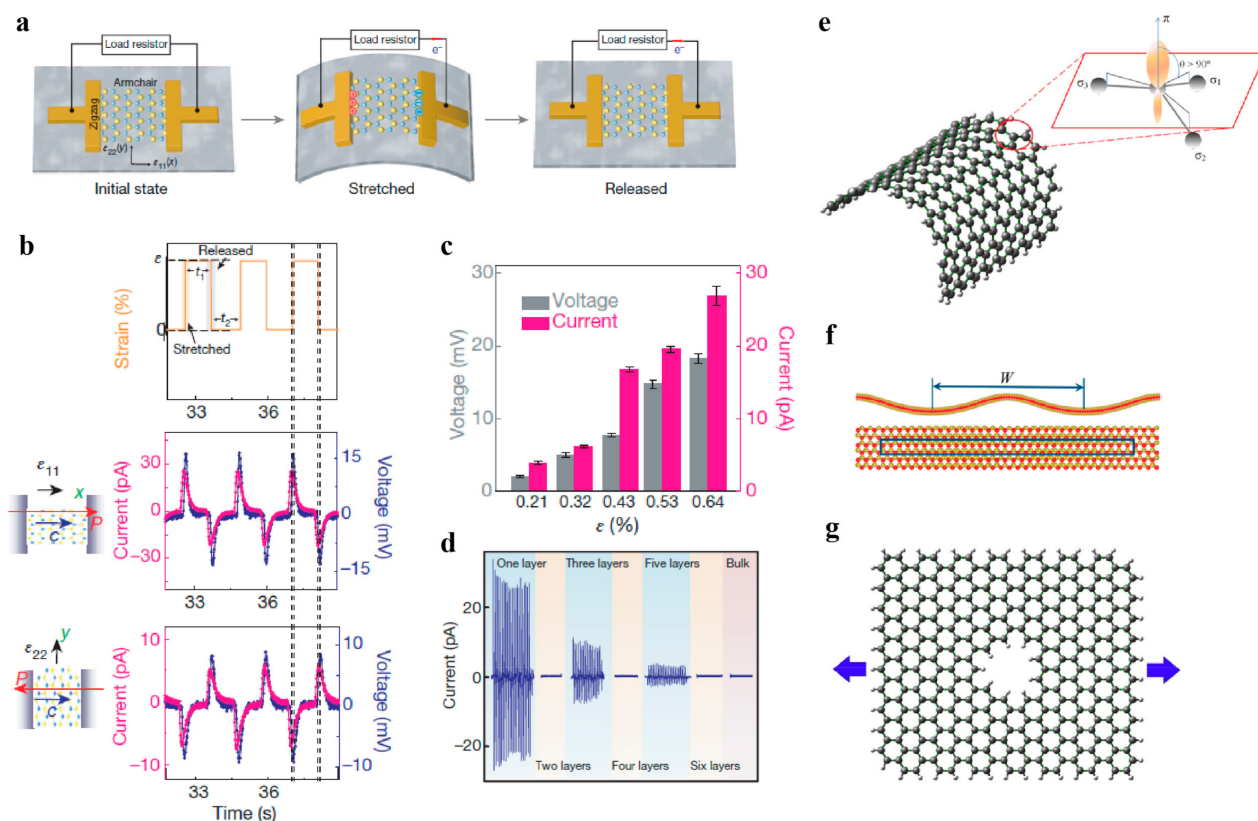 a
Load resistor
Armchair
Zigzag
ε22(y)
ε11(x)
Initial state
Load resistor
e−
Stretched
Load resistor
e−
Released
b
Strain (%)
ε
0
Released
t1
t2
Stretched
33 36
ε11
x
P
c
Current (pA)
30
0
−30
15
0
−15
Voltage (mV)
33 36
ε22
y
P
c
Current (pA)
10
5
0
−5
−10
10
5
0
−5
−10
Voltage (mV)
33 36
Time (s)
c
Voltage
Current
Voltage (mV)
30
20
10
0
30
20
10
0
Current (pA)
0.21 0.32 0.43 0.53 0.64
ε (%)
d
One layer Three layers Five layers Bulk
Current (pA)
20
0
−20
Two layers Four layers Six layers
e
π
θ > 90°
σ3
σ1
σ2
f
W
g